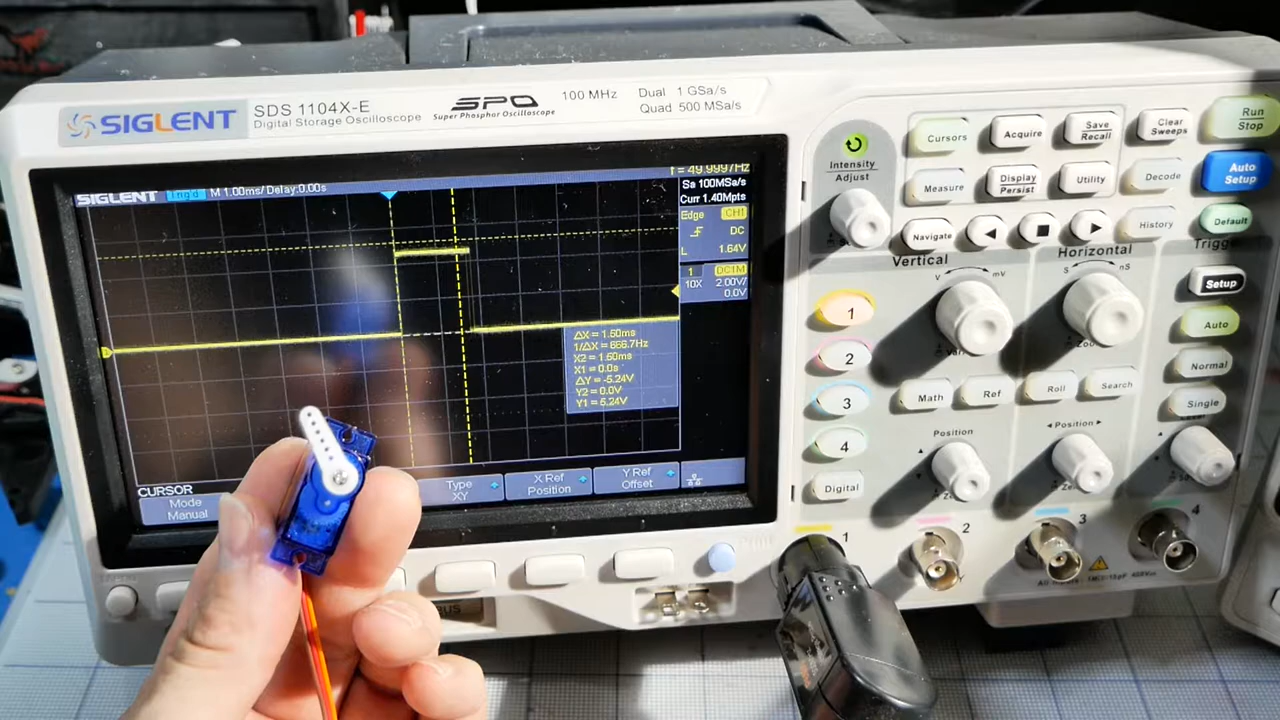 SIGLENT
SDS 1104X-E
Digital Storage Oscilloscope
SPO
Super Phosphor Oscilloscope
100 MHz
Dual 1 GSa/s
Quad 500 MSa/s
SIGLENT
Trig'd
M 1.00ms/ Delay:0.00s
f = 49.9997Hz
Sa 100MSa/s
Curr 1.40Mpts
Edge CH1
DC
L 1.64V
1 DC1M
10X 2.00V/
0.0V
ΔX = 1.50ms
1/ΔX = 666.7Hz
X2 = 1.50ms
X1 = 0.0s
ΔY = -5.24V
Y2 = 0.0V
Y1 = 5.24V
CURSOR
Mode
Manual
Type
XY
X Ref
Position
Y Ref
Offset
Intensity
Adjust
Cursors
Acquire
Save
Recall
Clear
Sweeps
Run
Stop
Measure
Display
Persist
Utility
Decode
Auto
Setup
Navigate
History
Default
Vertical
Horizontal
V mV
S nS
Setup
1
Auto
2
Normal
3
Math
Ref
Roll
Search
Single
4
Position
Position
Digital
1
2
3
4